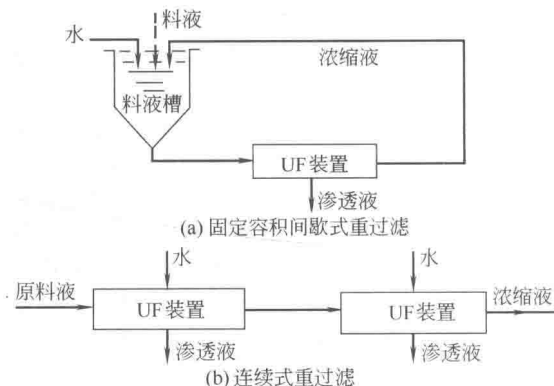 料液
水
浓缩液
料液槽
UF装置
渗透液
(a) 固定容积间歇式重过滤
水
水
原料液
浓缩液
UF装置
UF装置
渗透液
渗透液
(b) 连续式重过滤